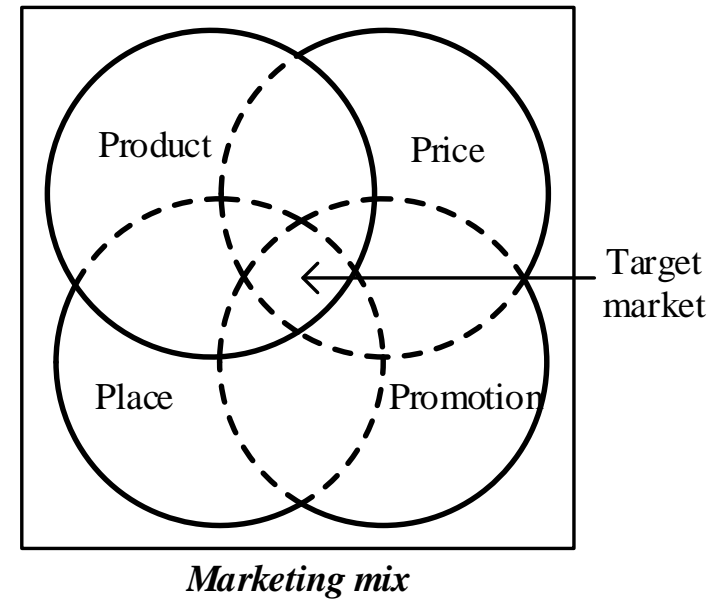 Product
Price
Target
market
Place
Promotion
Marketing mix